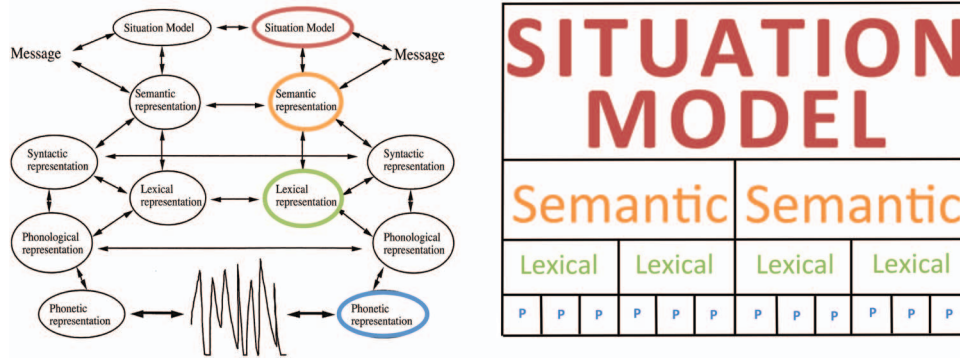 Situation Model
Situation Model
Message
Message
Semantic
representation
Semantic
representation
Syntactic
representation
Syntactic
representation
Lexical
representation
Lexical
representation
Phonological
representation
Phonological
representation
Phonetic
representation
Phonetic
representation
SITUATION
MODEL
Semantic Semantic
Lexical Lexical Lexical Lexical
P P P P P P P P P P P P